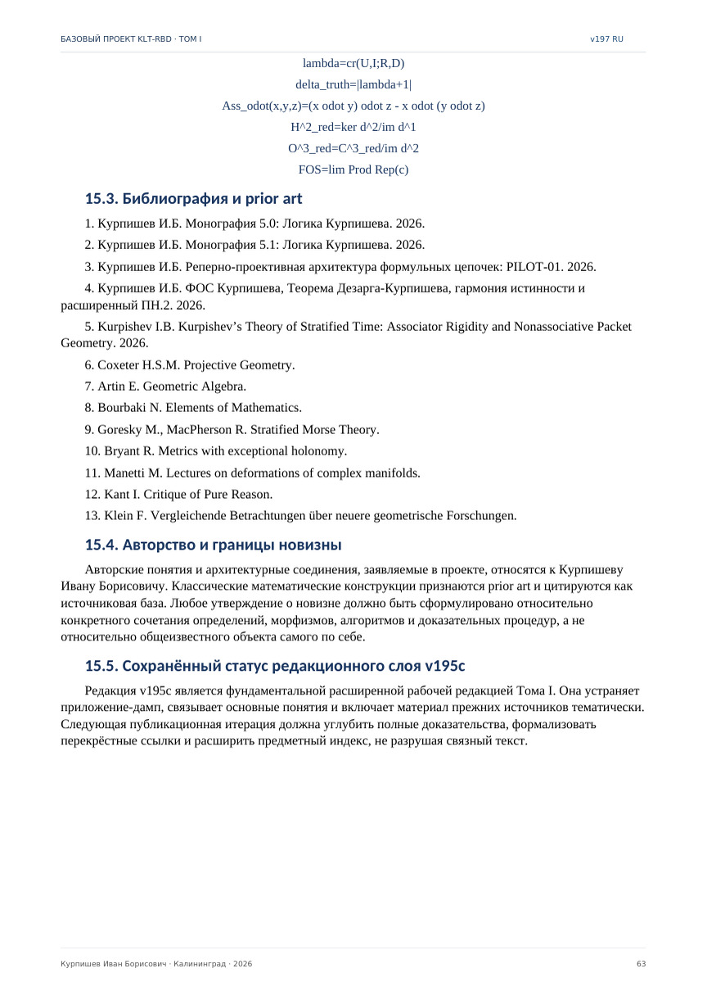 БАЗОВЫЙ ПРОЕКТ KLT-RBD · ТОМ I
v197 RU
lambda=cr(U,I;R,D)
delta_truth=|lambda+1|
Ass_odot(x,y,z)=(x odot y) odot z - x odot (y odot z)
H^2_red=ker d^2/im d^1
O^3_red=C^3_red/im d^2
FOS=lim Prod Rep(c)
15.3. Библиография и prior art
1. Курпишев И.Б. Монография 5.0: Логика Курпишева. 2026.
2. Курпишев И.Б. Монография 5.1: Логика Курпишева. 2026.
3. Курпишев И.Б. Реперно-проективная архитектура формульных цепочек: PILOT-01. 2026.
4. Курпишев И.Б. ФОС Курпишева, Теорема Дезарга-Курпишева, гармония истинности и
расширенный ПН.2. 2026.
5. Kurpishev I.B. Kurpishev’s Theory of Stratified Time: Associator Rigidity and Nonassociative Packet
Geometry. 2026.
6. Coxeter H.S.M. Projective Geometry.
7. Artin E. Geometric Algebra.
8. Bourbaki N. Elements of Mathematics.
9. Goresky M., MacPherson R. Stratified Morse Theory.
10. Bryant R. Metrics with exceptional holonomy.
11. Manetti M. Lectures on deformations of complex manifolds.
12. Kant I. Critique of Pure Reason.
13. Klein F. Vergleichende Betrachtungen über neuere geometrische Forschungen.
15.4. Авторство и границы новизны
Авторские понятия и архитектурные соединения, заявляемые в проекте, относятся к Курпишеву
Ивану Борисовичу. Классические математические конструкции признаются prior art и цитируются как
источниковая база. Любое утверждение о новизне должно быть сформулировано относительно
конкретного сочетания определений, морфизмов, алгоритмов и доказательных процедур, а не
относительно общеизвестного объекта самого по себе.
15.5. Сохранённый статус редакционного слоя v195c
Редакция v195c является фундаментальной расширенной рабочей редакцией Тома I. Она устраняет
приложение-дамп, связывает основные понятия и включает материал прежних источников тематически.
Следующая публикационная итерация должна углубить полные доказательства, формализовать
перекрёстные ссылки и расширить предметный индекс, не разрушая связный текст.
Курпишев Иван Борисович · Калининград · 2026
63